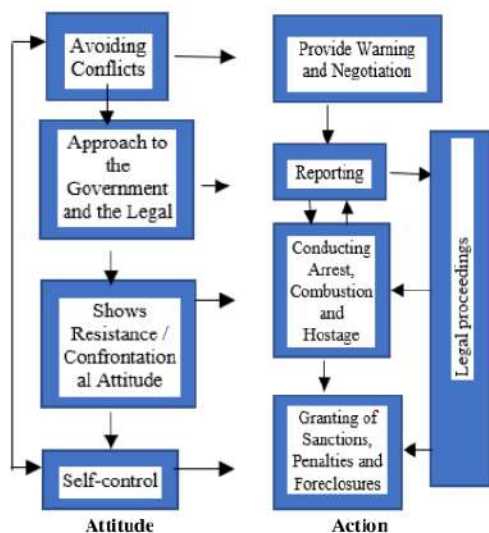 Avoiding
Conflicts
Approach to
the
Government
and the Legal
Shows
Resistance /
Confrontation
al Attitude
Self-control
Attitude
Provide Warning
and Negotiation
Reporting
Conducting
Arrest,
Combustion
and
Hostage
Granting of
Sanctions,
Penalties and
Foreclosures
Action
Legal proceedings